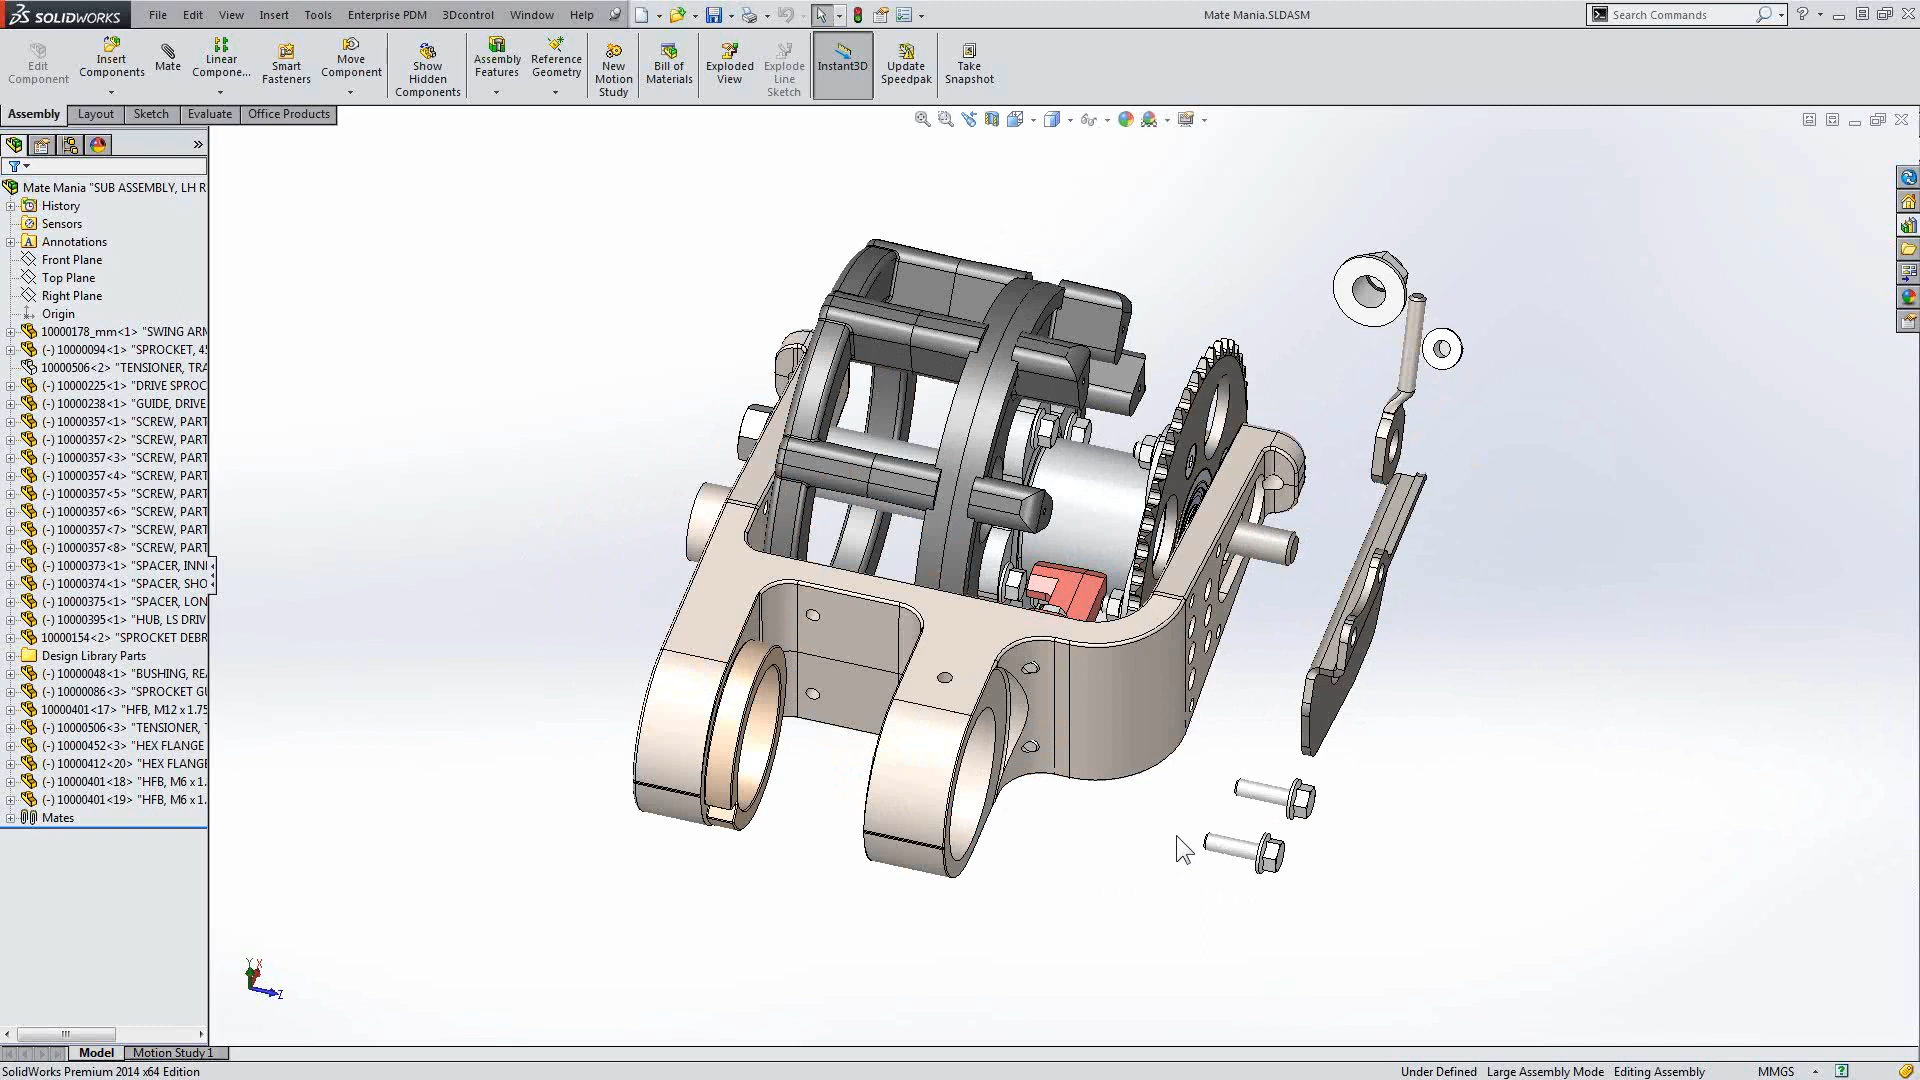 SOLIDWORKS
File Edit View Insert Tools Enterprise PDM 3Dcontrol Window Help
Mate Mania.SLDASM
Search Commands
Edit Component
Insert Components
Mate
Linear Compone...
Smart Fasteners
Move Component
Show Hidden Components
Assembly Features
Reference Geometry
New Motion Study
Bill of Materials
Exploded View
Explode Line Sketch
Instant3D
Update Speedpak
Take Snapshot
Assembly Layout Sketch Evaluate Office Products
Mate Mania "SUB ASSEMBLY, LH R
History
Sensors
Annotations
Front Plane
Top Plane
Right Plane
Origin
10000178_mm<1> "SWING ARM
(-) 10000094<1> "SPROCKET, 45
10000506<2> "TENSIONER, TRA
(-) 10000225<1> "DRIVE SPROC
(-) 10000238<1> "GUIDE, DRIVE
(-) 10000357<1> "SCREW, PART
(-) 10000357<2> "SCREW, PART
(-) 10000357<3> "SCREW, PART
(-) 10000357<4> "SCREW, PART
(-) 10000357<5> "SCREW, PART
(-) 10000357<6> "SCREW, PART
(-) 10000357<7> "SCREW, PART
(-) 10000357<8> "SCREW, PART
(-) 10000373<1> "SPACER, INNE
(-) 10000374<1> "SPACER, SHO
(-) 10000375<1> "SPACER, LON
(-) 10000395<1> "HUB, LS DRIV
10000154<2> "SPROCKET DEBR
Design Library Parts
(-) 10000048<1> "BUSHING, REA
(-) 10000086<3> "SPROCKET GU
10000401<17> "HFB, M12 x 1.75
(-) 10000506<3> "TENSIONER, T
(-) 10000452<3> "HEX FLANGE
(-) 10000412<20> "HEX FLANGE
(-) 10000401<18> "HFB, M6 x 1.
(-) 10000401<19> "HFB, M6 x 1.
Mates
Y X
Z
Model Motion Study 1
SolidWorks Premium 2014 x64 Edition
Under Defined Large Assembly Mode Editing Assembly MMGS